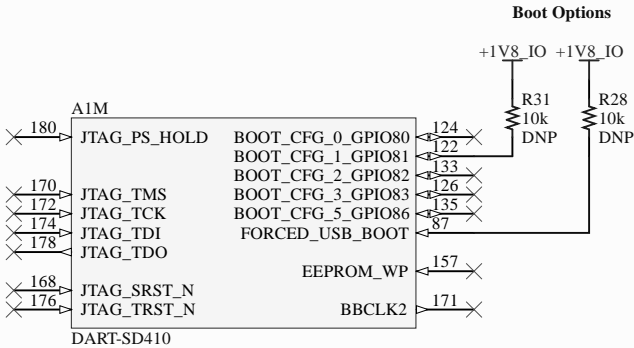 Boot Options
+1V8_IO +1V8_IO
R31
10k
DNP
R28
10k
DNP
A1M
180 JTAG_PS_HOLD BOOT_CFG_0_GPIO80 124
BOOT_CFG_1_GPIO81 122
BOOT_CFG_2_GPIO82 133
170 JTAG_TMS BOOT_CFG_3_GPIO83 126
172 JTAG_TCK BOOT_CFG_5_GPIO86 135
174 JTAG_TDI FORCED_USB_BOOT 87
178 JTAG_TDO
EEPROM_WP 157
168 JTAG_SRST_N
176 JTAG_TRST_N BBCLK2 171
DART-SD410